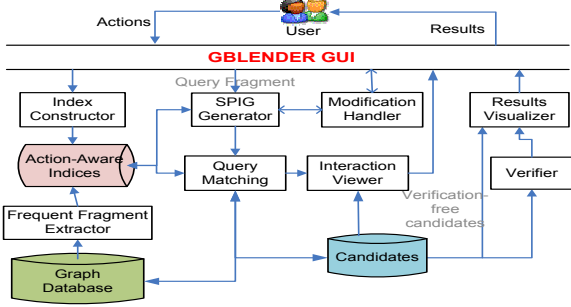 Actions
User
Results
GBLENDER GUI
Query Fragment
Index
Constructor
SPIG
Generator
Modification
Handler
Results
Visualizer
Action-Aware
Indices
Query
Matching
Interaction
Viewer
Verifier
Verification-
free
candidates
Frequent Fragment
Extractor
Graph
Database
Candidates